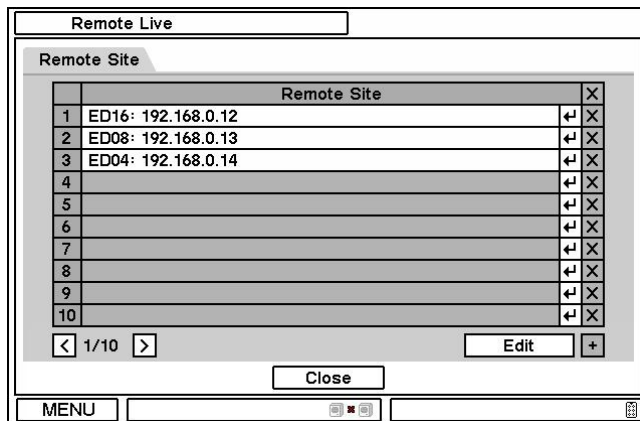 Remote Live
Remote Site
Remote Site X
1 ED16: 192.168.0.12 ↵ X
2 ED08: 192.168.0.13 ↵ X
3 ED04: 192.168.0.14 ↵ X
4 ↵ X
5 ↵ X
6 ↵ X
7 ↵ X
8 ↵ X
9 ↵ X
10 ↵ X
< 1/10 > Edit +
Close
MENU